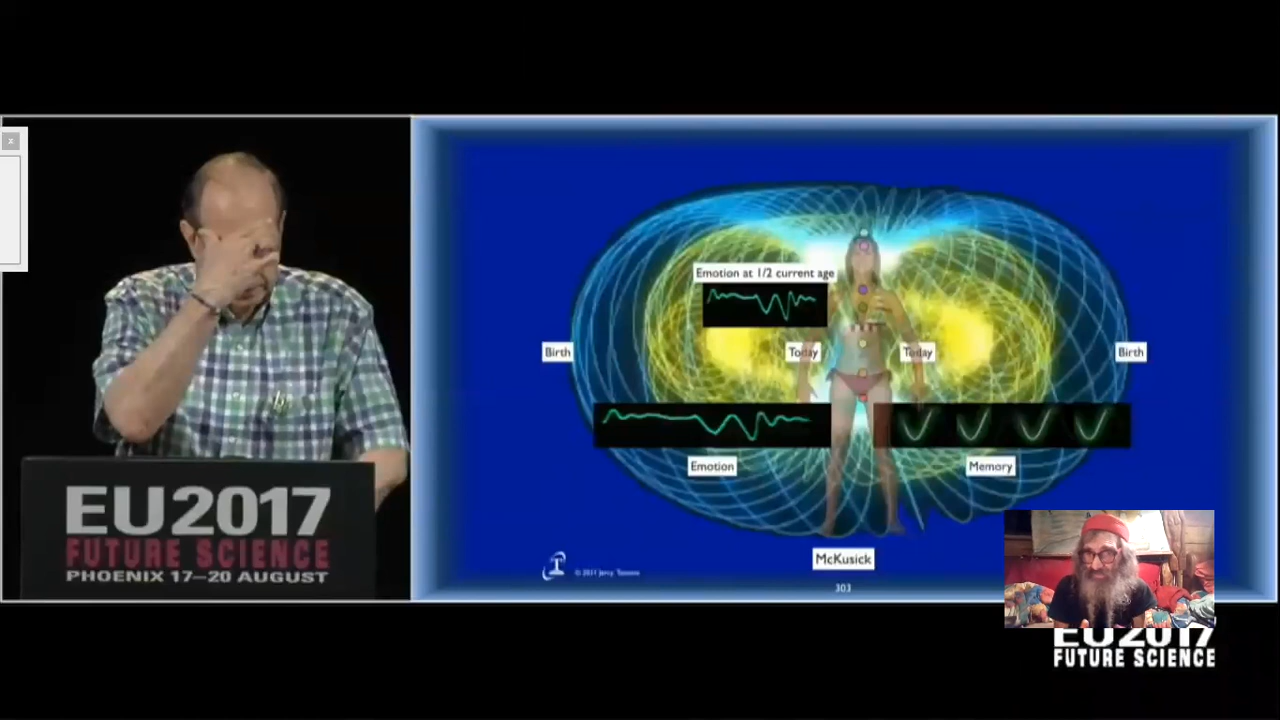 x
Emotion at 1/2 current age
Birth
Today
Today
Birth
Emotion
Memory
McKusick
303
EU2017
FUTURE SCIENCE
PHOENIX 17–20 AUGUST
EU2017
FUTURE SCIENCE